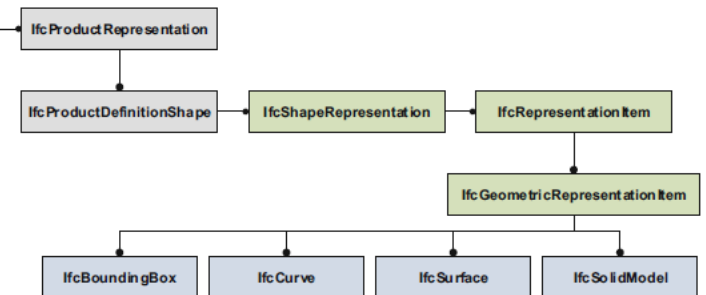 IfcProductRepresentation
IfcProductDefinitionShape
IfcShapeRepresentation
IfcRepresentationItem
IfcGeometricRepresentationItem
IfcBoundingBox
IfcCurve
IfcSurface
IfcSolidModel